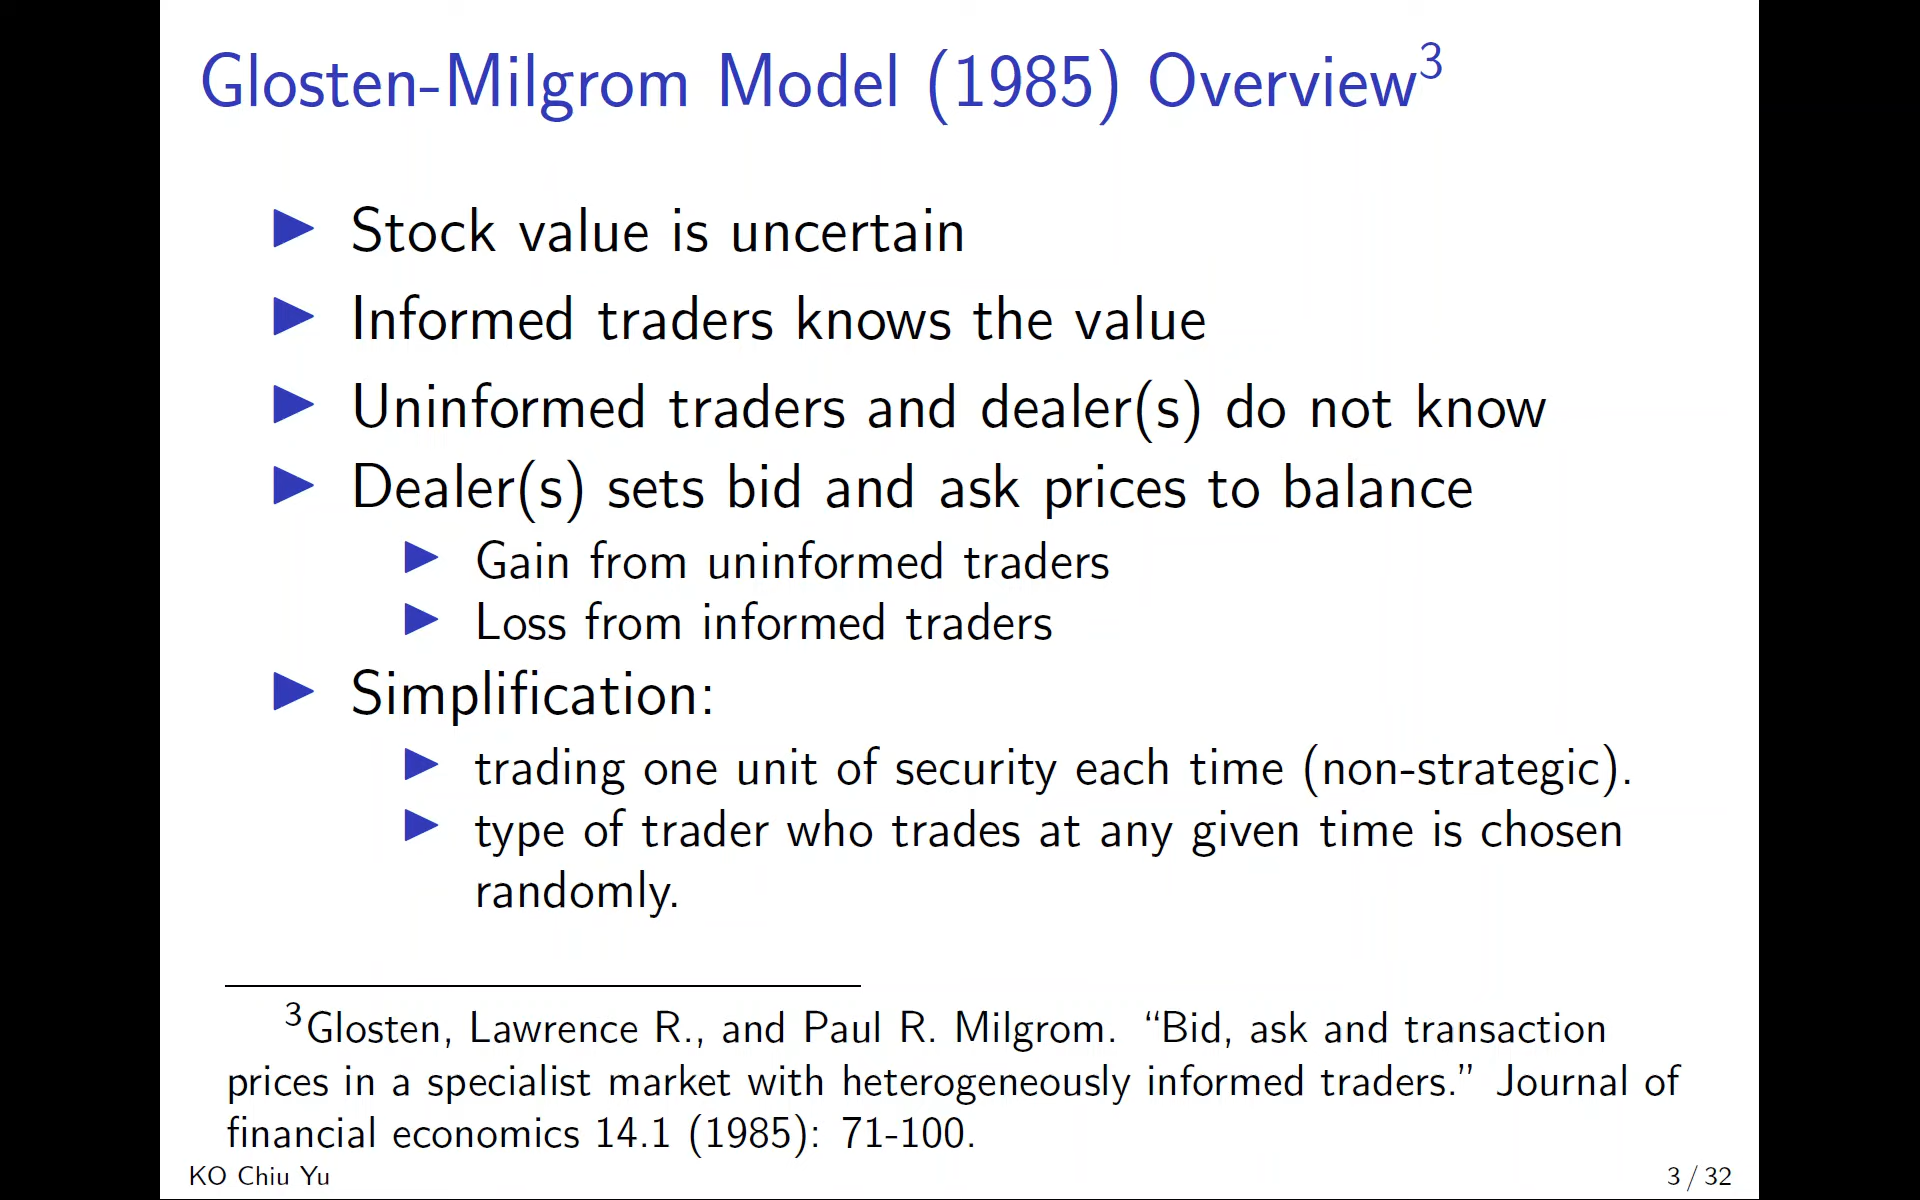 Glosten-Milgrom Model (1985) Overview³
Stock value is uncertain
Informed traders knows the value
Uninformed traders and dealer(s) do not know
Dealer(s) sets bid and ask prices to balance
Gain from uninformed traders
Loss from informed traders
Simplification:
trading one unit of security each time (non-strategic).
type of trader who trades at any given time is chosen
randomly.
³Glosten, Lawrence R., and Paul R. Milgrom. “Bid, ask and transaction
prices in a specialist market with heterogeneously informed traders.” Journal of
financial economics 14.1 (1985): 71-100.
KO Chiu Yu
3 / 32